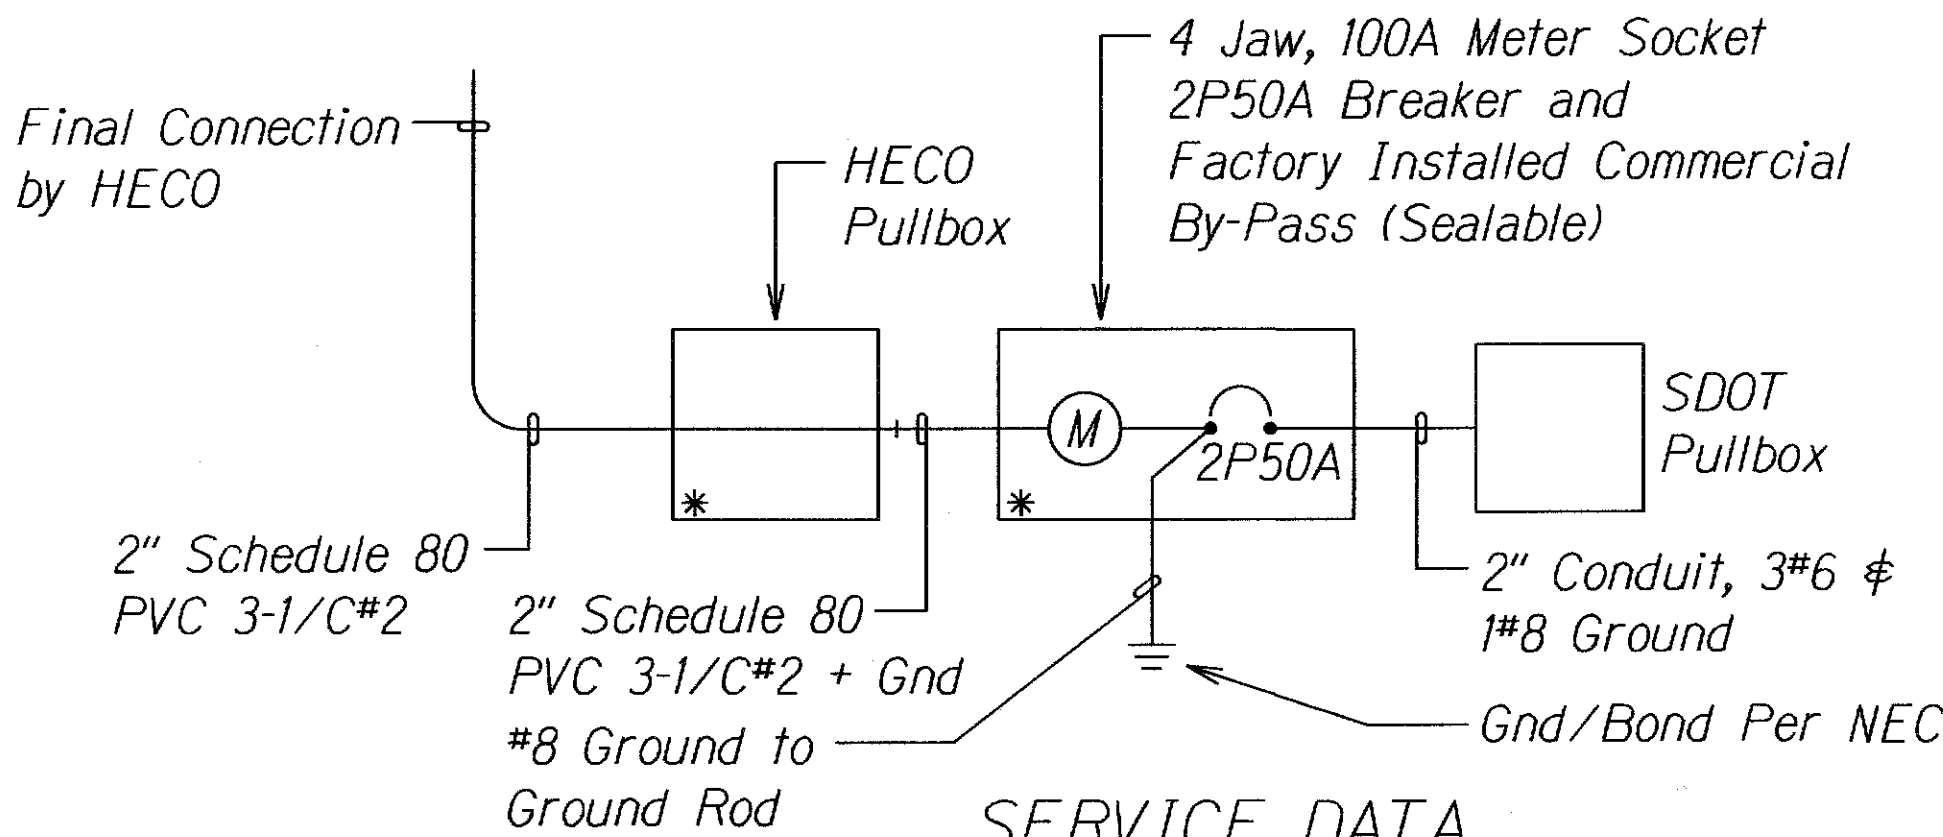 4 Jaw, 100A Meter Socket
2P50A Breaker and
Factory Installed Commercial
By-Pass (Sealable)
Final Connection
by HECO
HECO
Pullbox
M
2P50A
*
*
SDOT
Pullbox
2" Schedule 80
PVC 3-1/C#2
2" Schedule 80
PVC 3-1/C#2 + Gnd
#8 Ground to
Ground Rod
2" Conduit, 3#6 &
1#8 Ground
Gnd/Bond Per NEC
SERVICE DATA